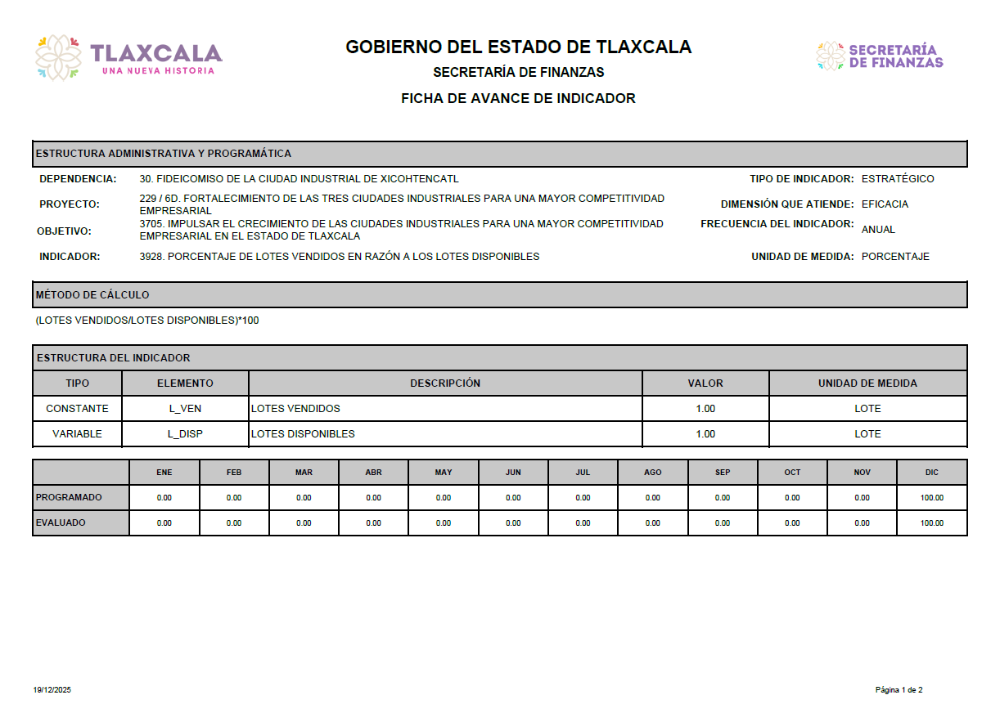 TLAXCALA
UNA NUEVA HISTORIA
GOBIERNO DEL ESTADO DE TLAXCALA
SECRETARÍA DE FINANZAS
FICHA DE AVANCE DE INDICADOR
SECRETARÍA
DE FINANZAS
ESTRUCTURA ADMINISTRATIVA Y PROGRAMÁTICA
DEPENDENCIA: 30. FIDEICOMISO DE LA CIUDAD INDUSTRIAL DE XICOHTENCATL TIPO DE INDICADOR: ESTRATÉGICO
PROYECTO: 229 / 6D. FORTALECIMIENTO DE LAS TRES CIUDADES INDUSTRIALES PARA UNA MAYOR COMPETITIVIDAD
EMPRESARIAL
DIMENSIÓN QUE ATIENDE: EFICACIA
OBJETIVO: 3705. IMPULSAR EL CRECIMIENTO DE LAS CIUDADES INDUSTRIALES PARA UNA MAYOR COMPETITIVIDAD
EMPRESARIAL EN EL ESTADO DE TLAXCALA
FRECUENCIA DEL INDICADOR: ANUAL
INDICADOR: 3928. PORCENTAJE DE LOTES VENDIDOS EN RAZÓN A LOS LOTES DISPONIBLES UNIDAD DE MEDIDA: PORCENTAJE
MÉTODO DE CÁLCULO
(LOTES VENDIDOS/LOTES DISPONIBLES)*100
ESTRUCTURA DEL INDICADOR
TIPO ELEMENTO DESCRIPCIÓN VALOR UNIDAD DE MEDIDA
CONSTANTE L_VEN LOTES VENDIDOS 1.00 LOTE
VARIABLE L_DISP LOTES DISPONIBLES 1.00 LOTE
ENE FEB MAR ABR MAY JUN JUL AGO SEP OCT NOV DIC
PROGRAMADO 0.00 0.00 0.00 0.00 0.00 0.00 0.00 0.00 0.00 0.00 0.00 100.00
EVALUADO 0.00 0.00 0.00 0.00 0.00 0.00 0.00 0.00 0.00 0.00 0.00 100.00
19/12/2025 Página 1 de 2